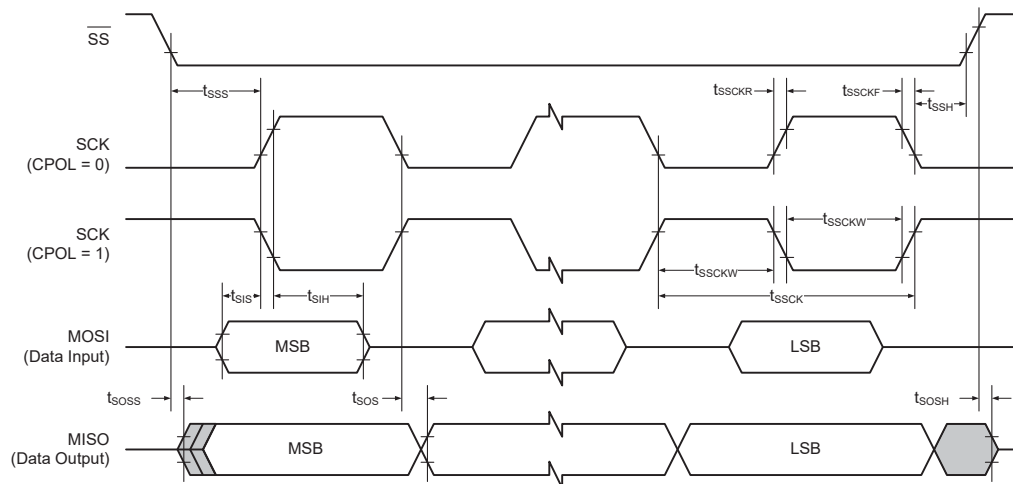 SS
tSSS
tSSCKR
tSSCKF
tSSH
SCK
(CPOL = 0)
SCK
(CPOL = 1)
tSSCKW
tSSCKW
tSIS
tSIH
tSSCK
MOSI
(Data Input)
MSB
LSB
tSOSS
tSOS
tSOSH
MISO
(Data Output)
MSB
LSB